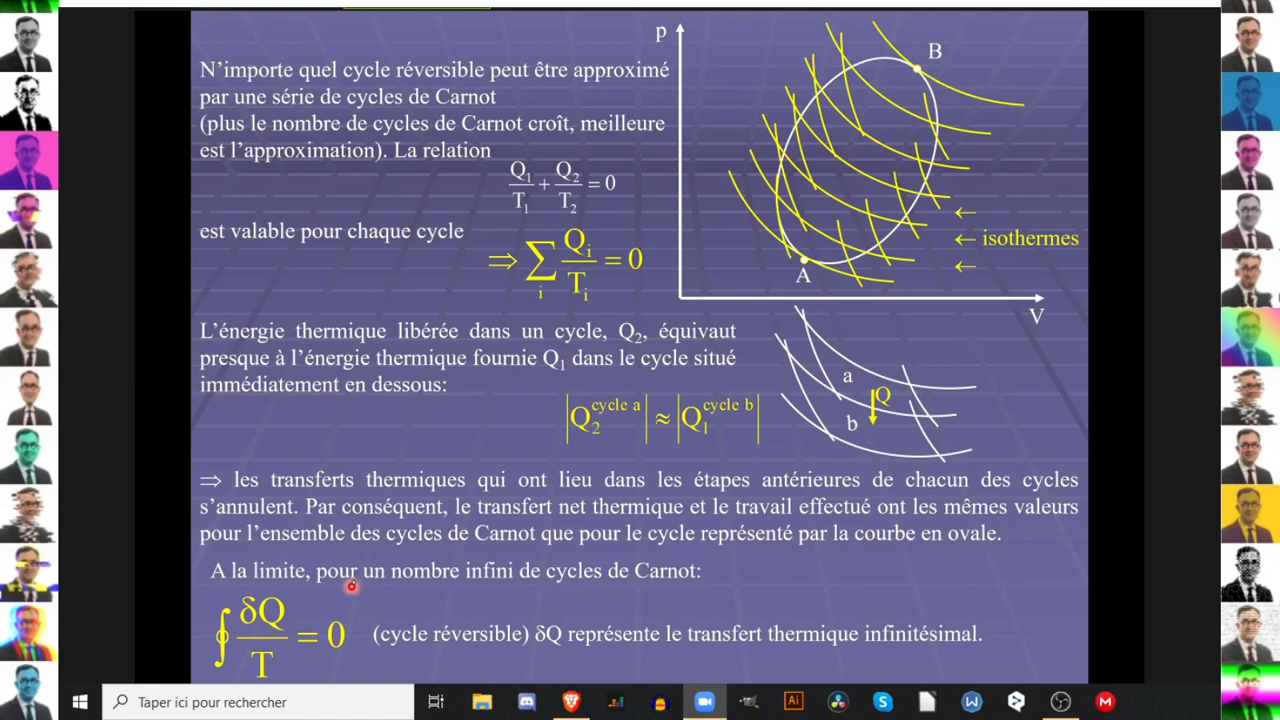 N’importe quel cycle réversible peut être approximé
par une série de cycles de Carnot
(plus le nombre de cycles de Carnot croît, meilleure
est l’approximation). La relation
Q₁/T₁ + Q₂/T₂ = 0
est valable pour chaque cycle
⇒ ∑ᵢ Qᵢ/Tᵢ = 0
p
B
← 
← isothermes
←
A
V
L’énergie thermique libérée dans un cycle, Q₂, équivaut
presque à l’énergie thermique fournie Q₁ dans le cycle situé
immédiatement en dessous:
|Q₂^cycle a| ≈ |Q₁^cycle b|
a
Q
b
⇒ les transferts thermiques qui ont lieu dans les étapes antérieures de chacun des cycles
s’annulent. Par conséquent, le transfert net thermique et le travail effectué ont les mêmes valeurs
pour l’ensemble des cycles de Carnot que pour le cycle représenté par la courbe en ovale.
A la limite, pour un nombre infini de cycles de Carnot:
∮ δQ/T = 0 (cycle réversible) δQ représente le transfert thermique infinitésimal.
Taper ici pour rechercher